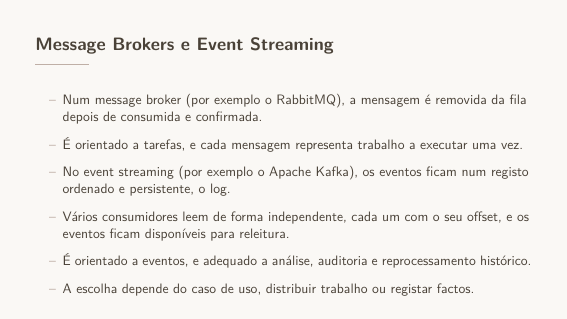 Message Brokers e Event Streaming
– Num message broker (por exemplo o RabbitMQ), a mensagem é removida da fila
depois de consumida e confirmada.
– É orientado a tarefas, e cada mensagem representa trabalho a executar uma vez.
– No event streaming (por exemplo o Apache Kafka), os eventos ficam num registo
ordenado e persistente, o log.
– Vários consumidores leem de forma independente, cada um com o seu offset, e os
eventos ficam disponíveis para releitura.
– É orientado a eventos, e adequado a análise, auditoria e reprocessamento histórico.
– A escolha depende do caso de uso, distribuir trabalho ou registar factos.